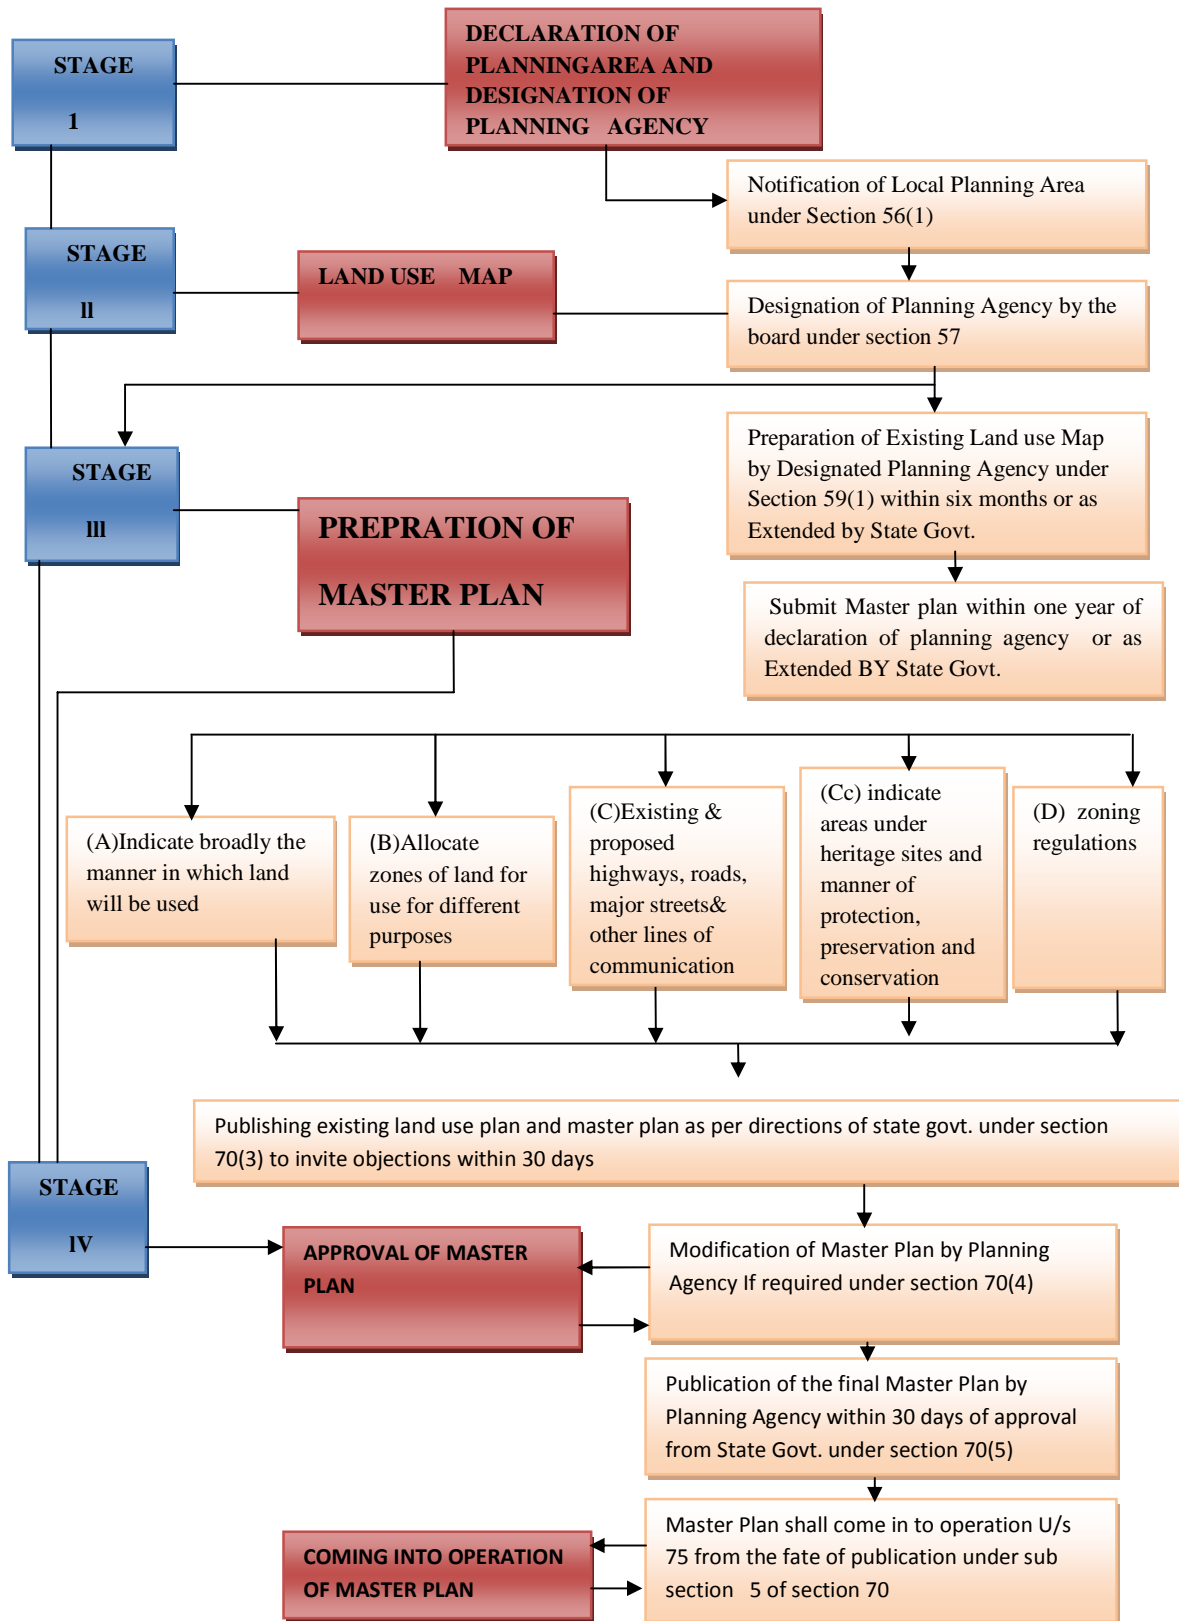 STAGE
1
DECLARATION OF
PLANNINGAREA AND
DESIGNATION OF
PLANNING AGENCY
Notification of Local Planning Area
under Section 56(1)
STAGE
ll
LAND USE MAP
Designation of Planning Agency by the
board under section 57
STAGE
lll
PREPRATION OF
MASTER PLAN
Preparation of Existing Land use Map
by Designated Planning Agency under
Section 59(1) within six months or as
Extended by State Govt.
Submit Master plan within one year of
declaration of planning agency or as
Extended BY State Govt.
(A)Indicate broadly the
manner in which land
will be used
(B)Allocate
zones of land for
use for different
purposes
(C)Existing &
proposed
highways, roads,
major streets&
other lines of
communication
(Cc) indicate
areas under
heritage sites and
manner of
protection,
preservation and
conservation
(D) zoning
regulations
Publishing existing land use plan and master plan as per directions of state govt. under section
70(3) to invite objections within 30 days
STAGE
lV
APPROVAL OF MASTER
PLAN
Modification of Master Plan by Planning
Agency If required under section 70(4)
Publication of the final Master Plan by
Planning Agency within 30 days of approval
from State Govt. under section 70(5)
COMING INTO OPERATION
OF MASTER PLAN
Master Plan shall come in to operation U/s
75 from the fate of publication under sub
section 5 of section 70